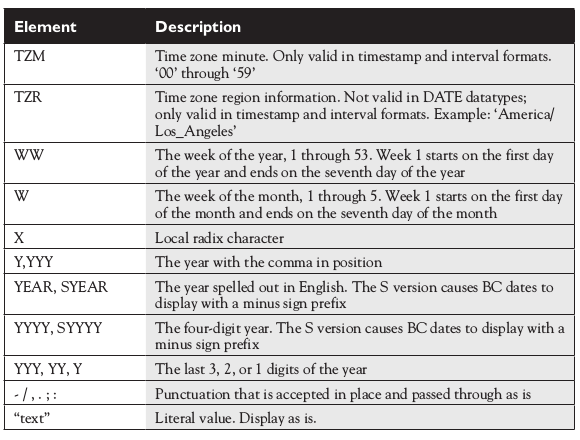 Element Description
TZM Time zone minute. Only valid in timestamp and interval formats.
‘00’ through ‘59’
TZR Time zone region information. Not valid in DATE datatypes;
only valid in timestamp and interval formats. Example: ‘America/
Los_Angeles’
WW The week of the year, 1 through 53. Week 1 starts on the first day
of the year and ends on the seventh day of the year
W The week of the month, 1 through 5. Week 1 starts on the first day
of the month and ends on the seventh day of the month
X Local radix character
Y,YYY The year with the comma in position
YEAR, SYEAR The year spelled out in English. The S version causes BC dates to
display with a minus sign prefix
YYYY, SYYYY The four-digit year. The S version causes BC dates to display with a
minus sign prefix
YYY, YY, Y The last 3, 2, or 1 digits of the year
- / , . ; : Punctuation that is accepted in place and passed through as is
“text” Literal value. Display as is.